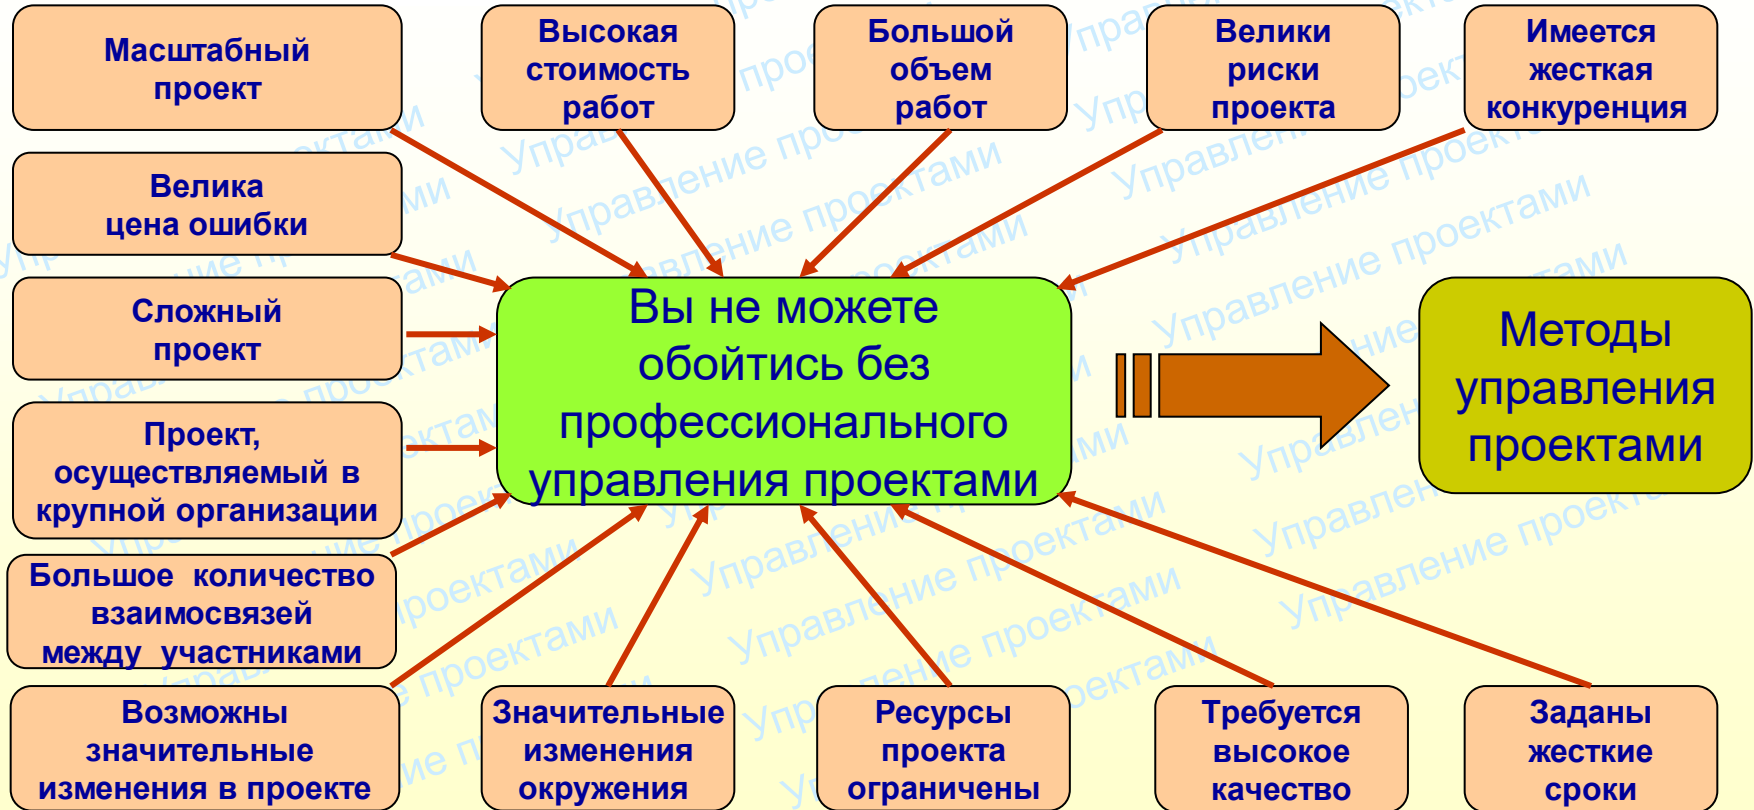 Масштабный
проект
Высокая
стоимость
работ
Большой
объем
работ
Велики
риски
проекта
Имеется
жесткая
конкуренция
Велика
цена ошибки
Сложный
проект
Проект,
осуществляемый в
крупной организации
Большое количество
взаимосвязей
между участниками
Вы не можете
обойтись без
профессионального
управления проектами
Методы
управления
проектами
Возможны
значительные
изменения в проекте
Значительные
изменения
окружения
Ресурсы
проекта
ограничены
Требуется
высокое
качество
Заданы
жесткие
сроки
Управление проектами